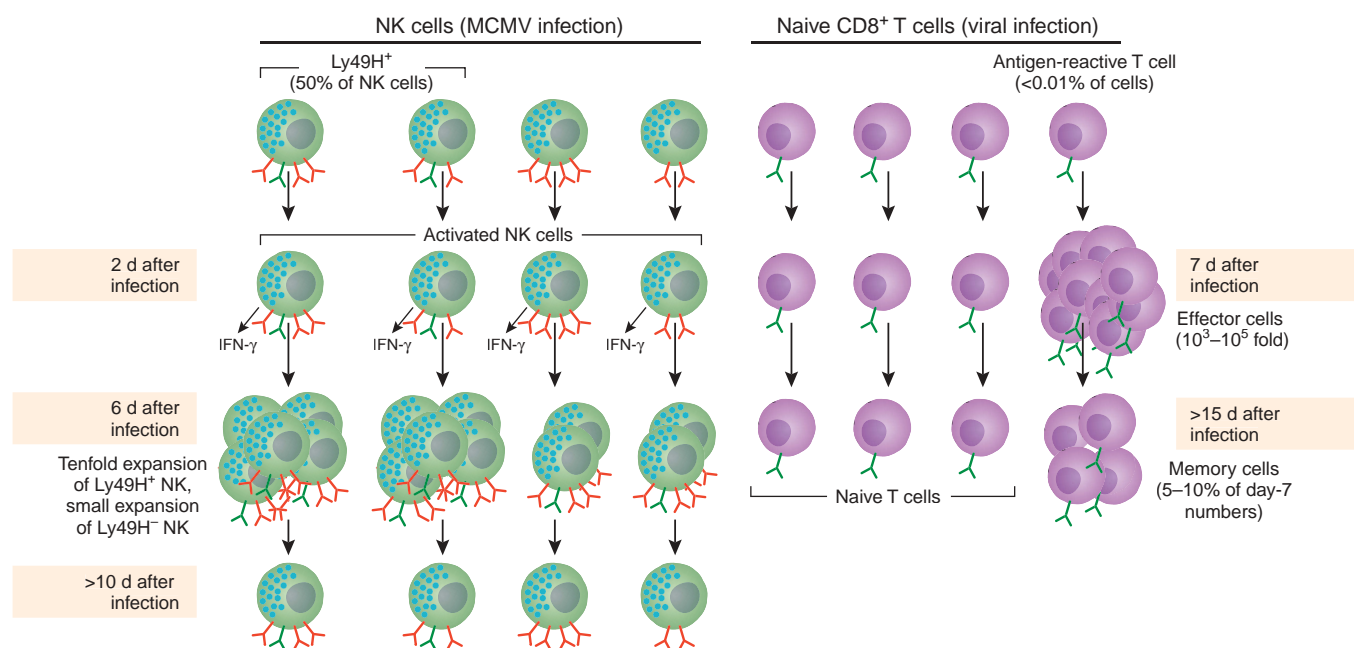 NK cells (MCMV infection)
Naive CD8⁺ T cells (viral infection)
Ly49H⁺
(50% of NK cells)
Antigen-reactive T cell
(<0.01% of cells)
Activated NK cells
2 d after
infection
IFN-γ
IFN-γ
IFN-γ
IFN-γ
7 d after
infection
Effector cells
(10³–10⁵ fold)
6 d after
infection
Tenfold expansion
of Ly49H⁺ NK,
small expansion
of Ly49H⁻ NK
>15 d after
infection
Memory cells
(5–10% of day-7
numbers)
Naive T cells
>10 d after
infection